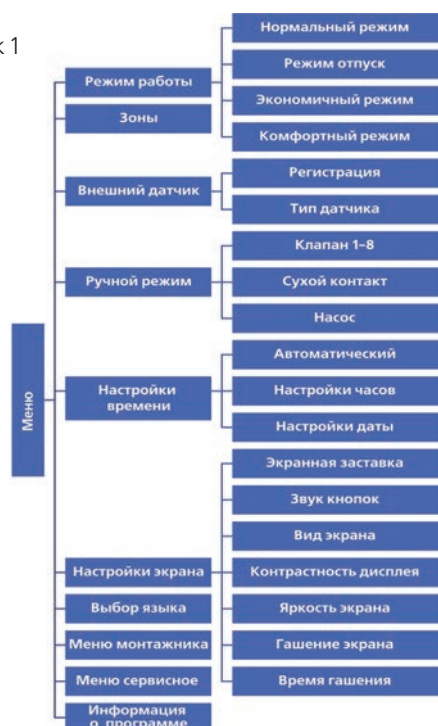 к 1
Меню
Режим работы
Нормальный режим
Режим отпуск
Экономичный режим
Комфортный режим
Зоны
Внешний датчик
Регистрация
Тип датчика
Ручной режим
Клапан 1–8
Сухой контакт
Насос
Настройки
времени
Автоматический
Настройки часов
Настройки даты
Настройки экрана
Экранная заставка
Звук кнопок
Вид экрана
Контрастность дисплея
Яркость экрана
Гашение экрана
Время гашения
Выбор языка
Меню монтажника
Меню сервисное
Информация
о программе